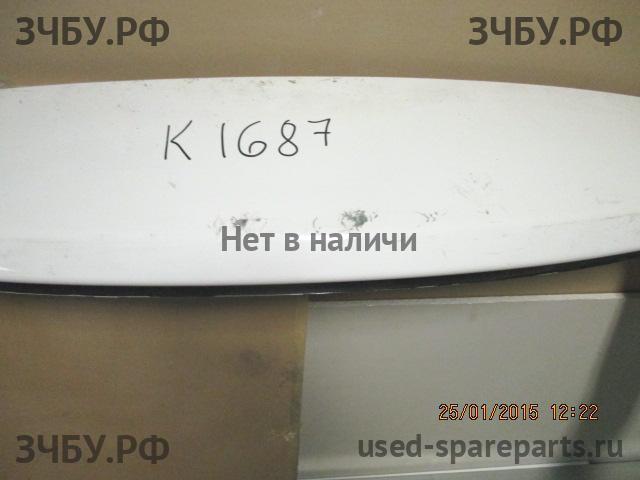 ЗЧБУ.РФ
ЗЧБУ.РФ
K 1687
Нет в наличи
25/01/2015 12:22
ЗЧБУ.РФ
used-spareparts.ru